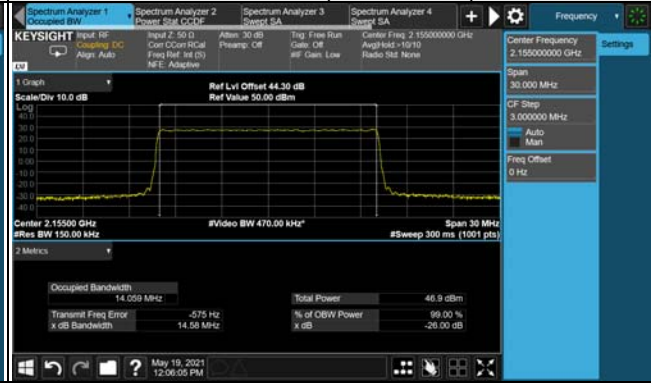 Spectrum Analyzer 1
Occupied BW
Spectrum Analyzer 2
Power Stat CCDF
Spectrum Analyzer 3
Swept SA
Spectrum Analyzer 4
Swept SA
Frequency
KEYSIGHT
Input: RF
Coupling: DC
Align: Auto
Input Z: 50 Ω
Corr CCorr RCal
Freq Ref: Int (S)
NFE: Adaptive
Atten: 30 dB
Preamp: Off
Trig: Free Run
Gate: Off
#IF Gain: Low
Center Freq: 2.155000000 GHz
Avg|Hold:>10/10
Radio Std: None
LXI
Center Frequency
2.155000000 GHz
Settings
Span
30.000 MHz
CF Step
3.000000 MHz
Auto
Man
Freq Offset
0 Hz
1 Graph
Scale/Div 10.0 dB
Ref Lvl Offset 44.30 dB
Ref Value 50.00 dBm
Log
40.0
30.0
20.0
10.0
0.00
-10.0
-20.0
-30.0
-40.0
Center 2.15500 GHz
#Video BW 470.00 kHz*
Span 30 MHz
#Res BW 150.00 kHz
#Sweep 300 ms (1001 pts)
2 Metrics
Occupied Bandwidth
14.059 MHz
Total Power
46.9 dBm
Transmit Freq Error
-575 Hz
% of OBW Power
99.00 %
x dB Bandwidth
14.58 MHz
x dB
-26.00 dB
May 19, 2021
12:06:05 PM